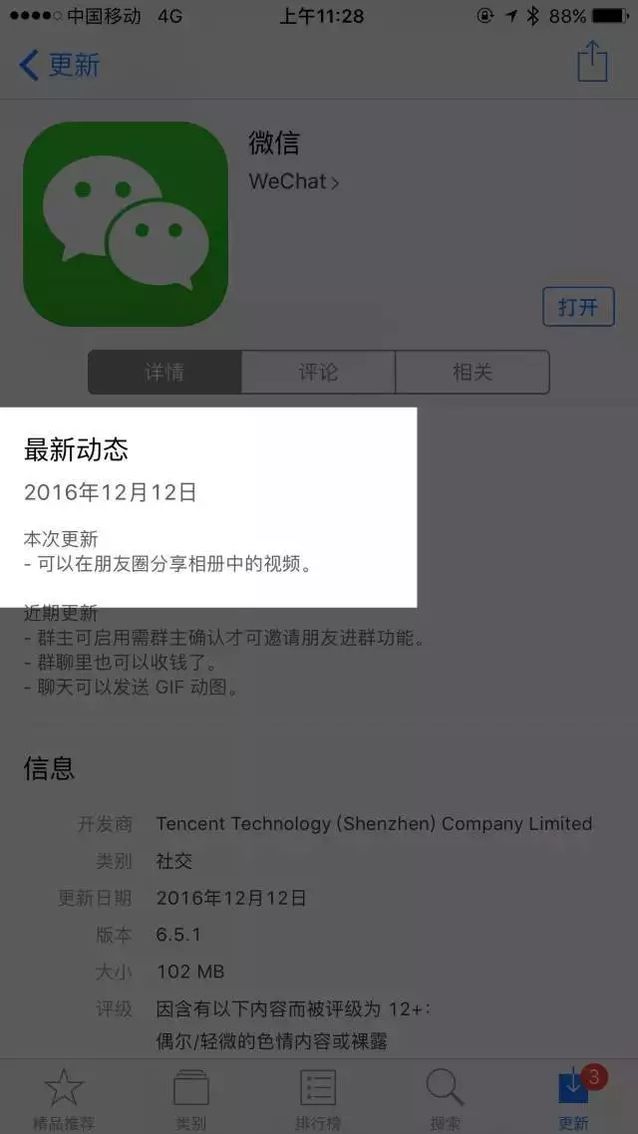 中国移动 4G 上午11:28 88%
更新
微信
WeChat
打开
详情 评论 相关
最新动态
2016年12月12日
本次更新
- 可以在朋友圈分享相册中的视频。
近期更新
- 群主可启用需群主确认才可邀请朋友进群功能。
- 群聊里也可以收钱了。
- 聊天可以发送 GIF 动图。
信息
开发商 Tencent Technology (Shenzhen) Company Limited
类别 社交
更新日期 2016年12月12日
版本 6.5.1
大小 102 MB
评级 因含有以下内容而被评级为 12+：
偶尔/轻微的色情内容或裸露
3
精品推荐 类别 排行榜 搜索 更新